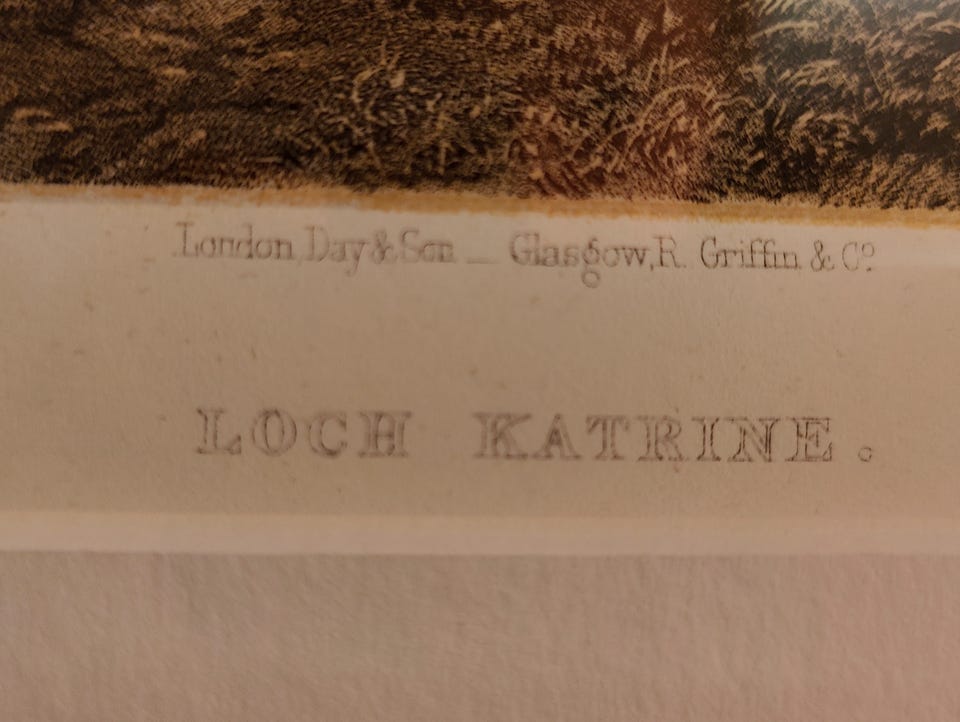 London, Day & Son _ Glasgow, R. Griffin & Cº
LOCH KATRINE.